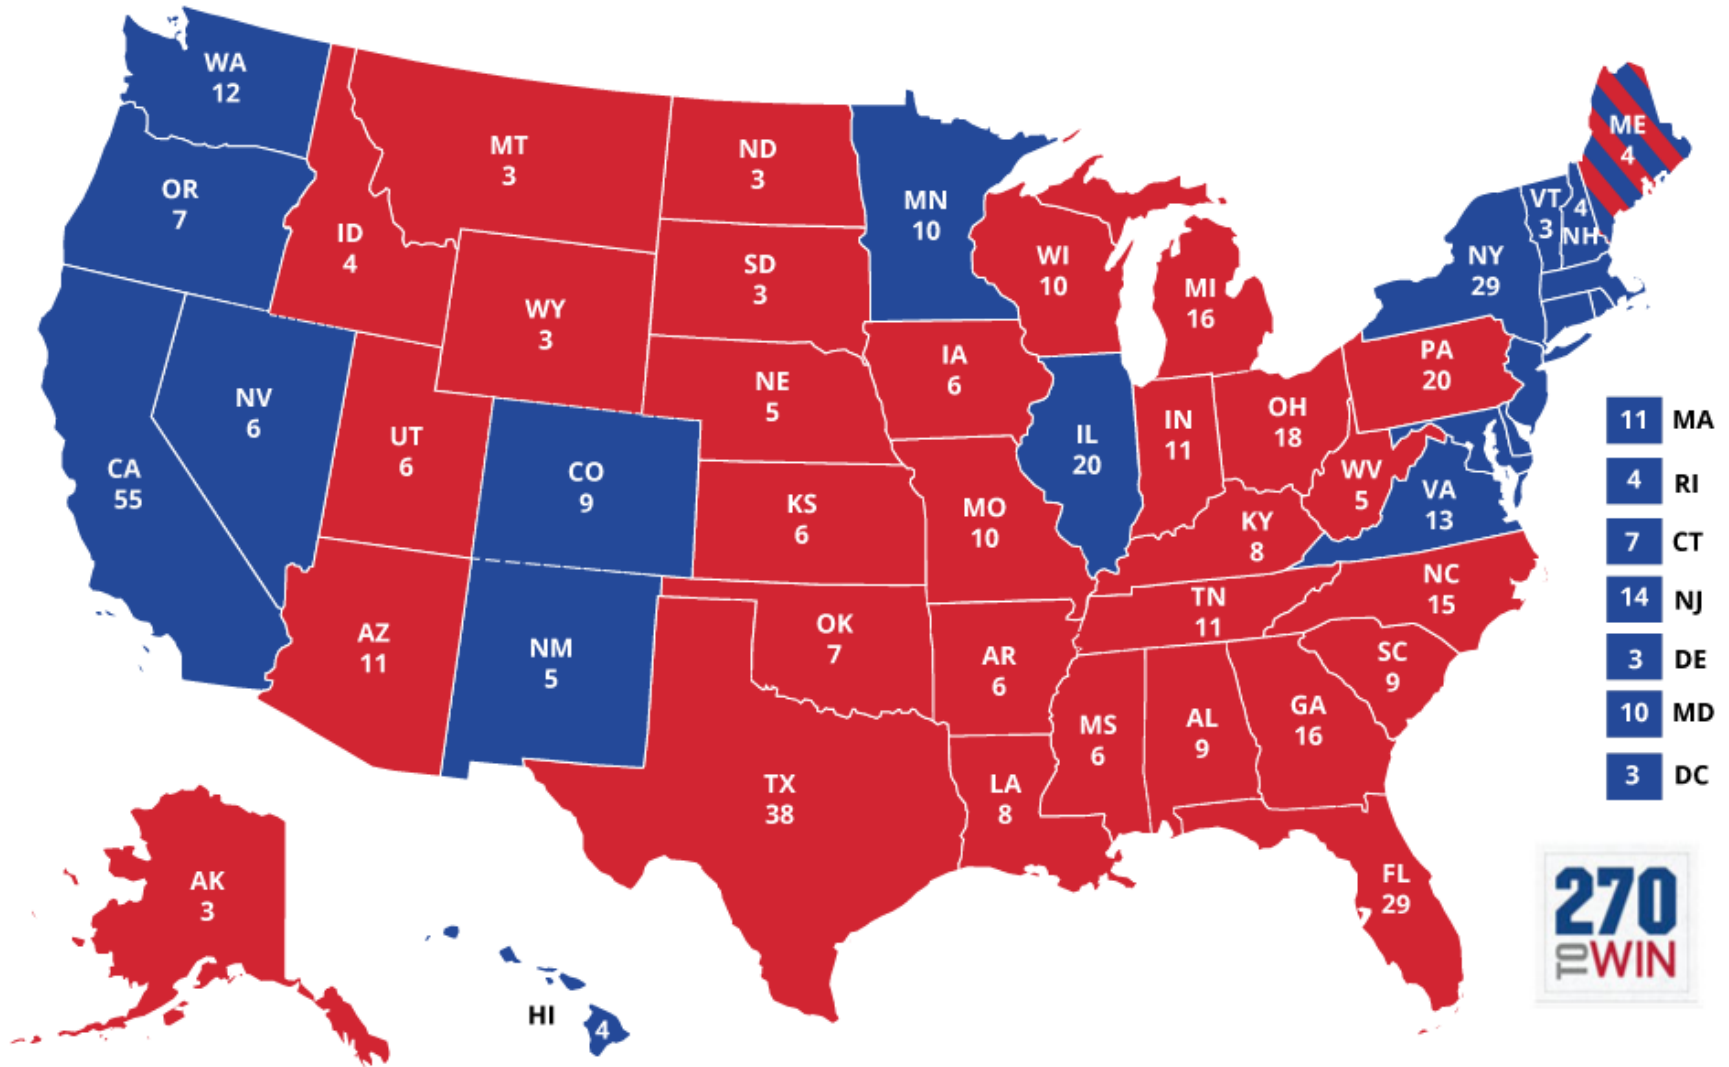 WA
12
OR
7
CA
55
NV
6
ID
4
MT
3
WY
3
UT
6
AZ
11
CO
9
NM
5
ND
3
SD
3
NE
5
KS
6
OK
7
TX
38
MN
10
IA
6
MO
10
AR
6
LA
8
WI
10
IL
20
MI
16
IN
11
OH
18
KY
8
TN
11
MS
6
AL
9
GA
16
FL
29
SC
9
NC
15
VA
13
WV
5
PA
20
NY
29
VT
3
4
NH
ME
4
11 MA
4 RI
7 CT
14 NJ
3 DE
10 MD
3 DC
AK
3
HI
4
270
TO WIN